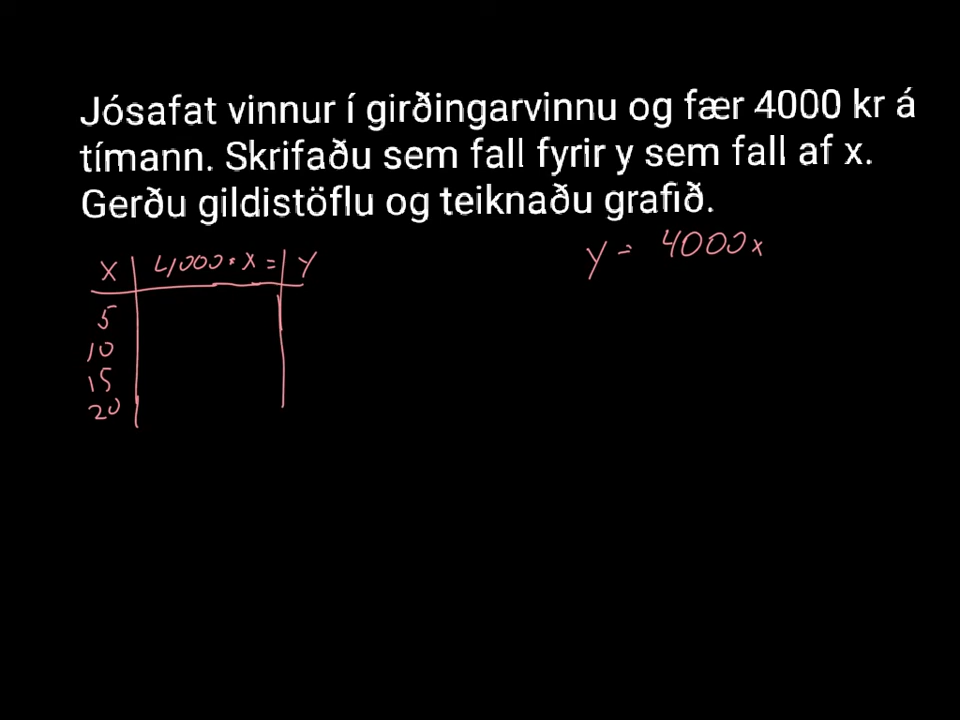 Jósafat vinnur í girðingarvinnu og fær 4000 kr á
tímann. Skrifaðu sem fall fyrir y sem fall af x.
Gerðu gildistöflu og teiknaðu grafið.
y = 4000x
x 4000 • x = y
5
10
15
20